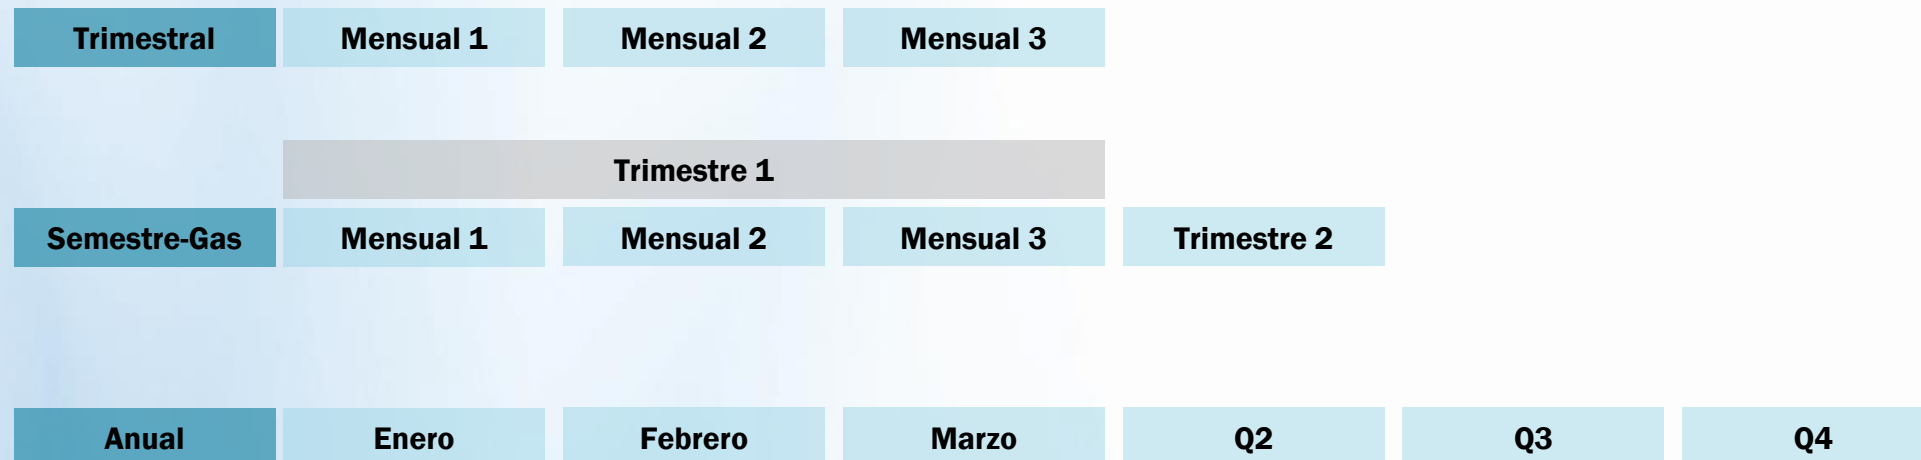 Trimestral Mensual 1 Mensual 2 Mensual 3
Trimestre 1
Semestre-Gas Mensual 1 Mensual 2 Mensual 3 Trimestre 2
Anual Enero Febrero Marzo Q2 Q3 Q4